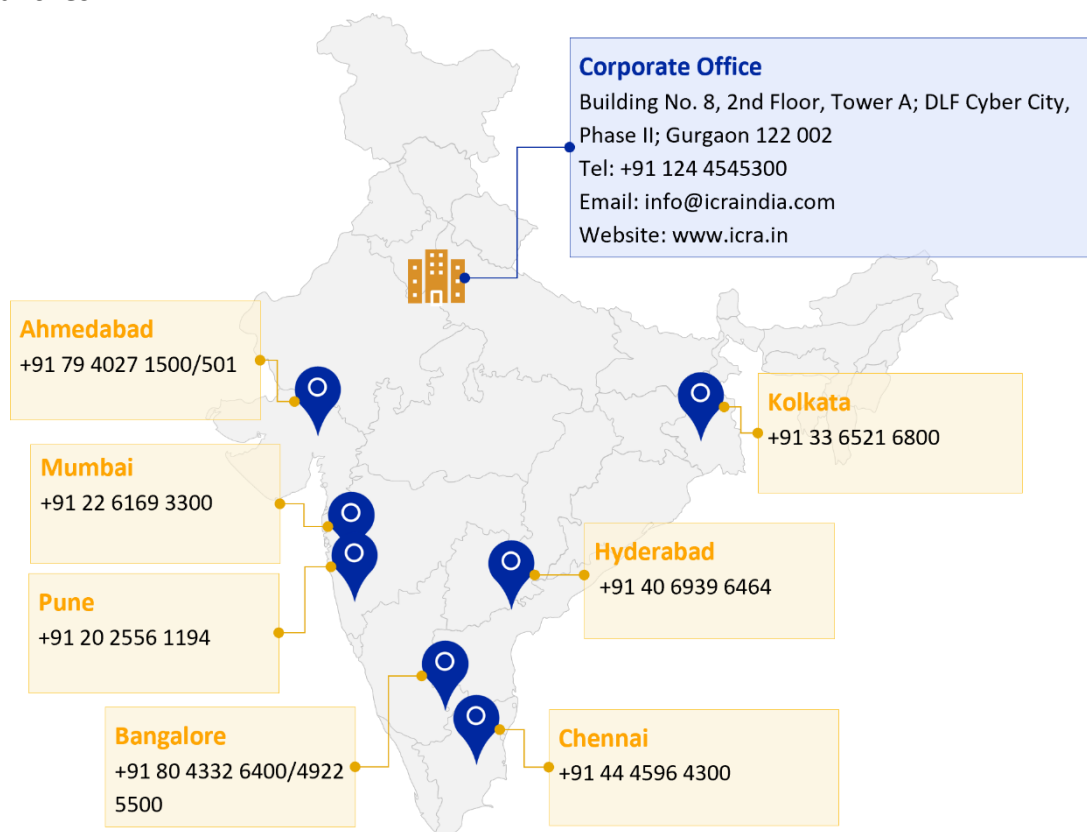 Corporate Office
Building No. 8, 2nd Floor, Tower A; DLF Cyber City,
Phase II; Gurgaon 122 002
Tel: +91 124 4545300
Email: info@icraindia.com
Website: www.icra.in
Ahmedabad
+91 79 4027 1500/501
Kolkata
+91 33 6521 6800
Mumbai
+91 22 6169 3300
Hyderabad
+91 40 6939 6464
Pune
+91 20 2556 1194
Bangalore
+91 80 4332 6400/4922
5500
Chennai
+91 44 4596 4300